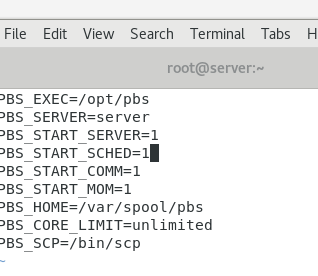 File Edit View Search Terminal Tabs H
root@server:~
PBS_EXEC=/opt/pbs
PBS_SERVER=server
PBS_START_SERVER=1
PBS_START_SCHED=1
PBS_START_COMM=1
PBS_START_MOM=1
PBS_HOME=/var/spool/pbs
PBS_CORE_LIMIT=unlimited
PBS_SCP=/bin/scp
~